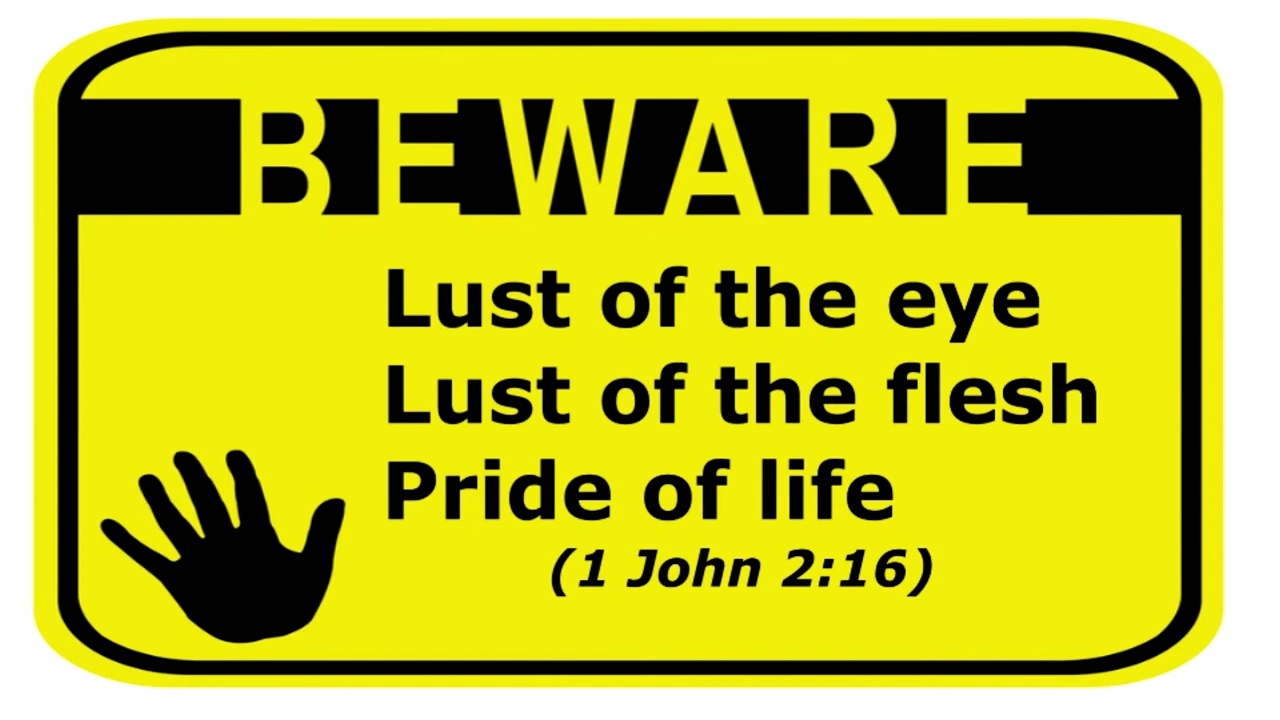 BEWARE
Lust of the eye
Lust of the flesh
Pride of life
(1 John 2:16)